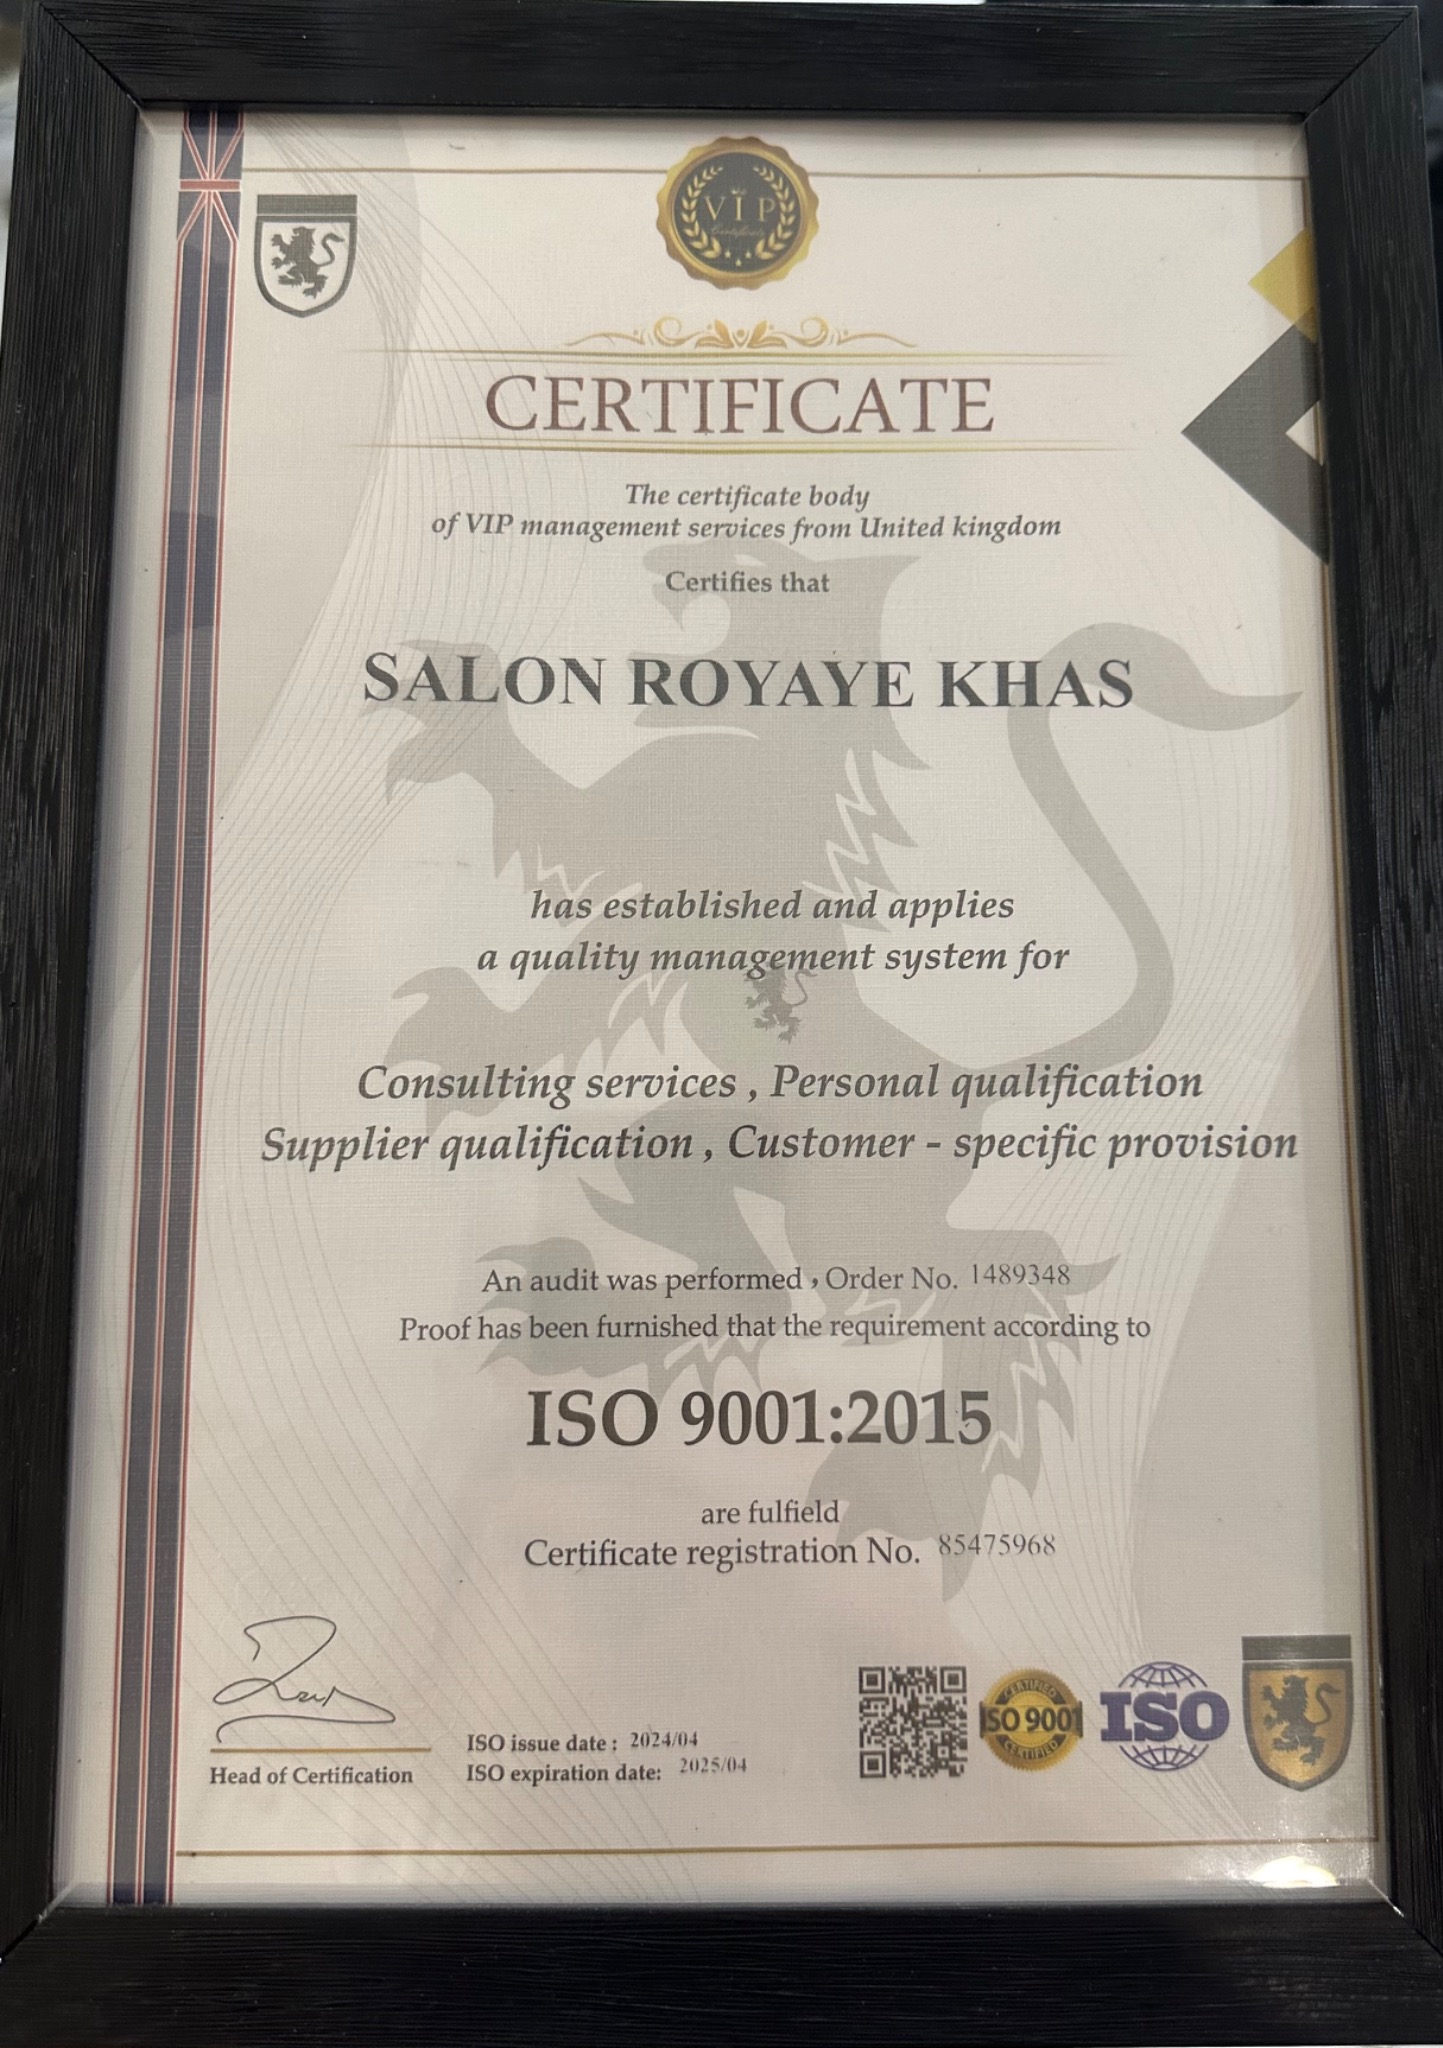 VIP
Certificate
CERTIFICATE
The certificate body
of VIP management services from United kingdom
Certifies that
SALON ROYAYE KHAS
has established and applies
a quality management system for
Consulting services , Personal qualification
Supplier qualification , Customer - specific provision
An audit was performed , Order No. 1489348
Proof has been furnished that the requirement according to
ISO 9001:2015
are fulfield
Certificate registration No. 85475968
Head of Certification
ISO issue date : 2024/04
ISO expiration date: 2025/04
CERTIFIED
ISO 9001
CERTIFIED
ISO